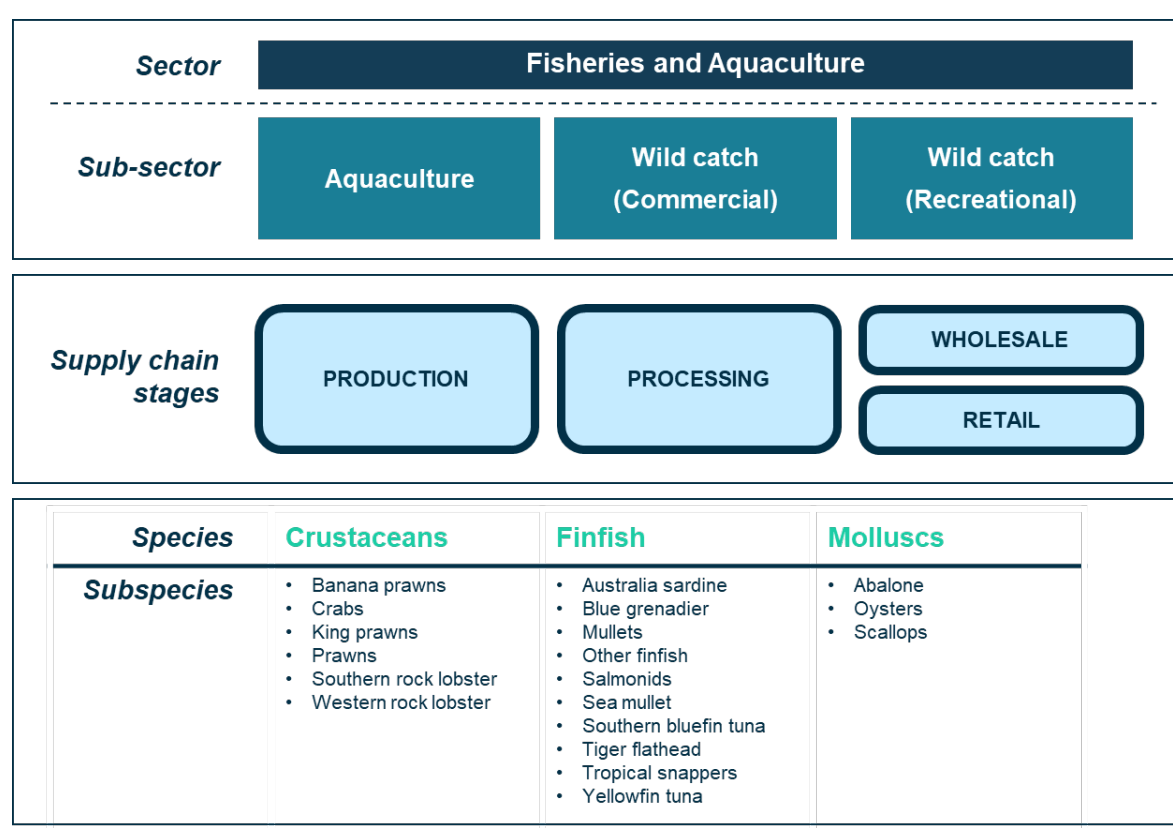 Sector
Fisheries and Aquaculture
Sub-sector
Aquaculture
Wild catch
(Commercial)
Wild catch
(Recreational)
Supply chain
stages
PRODUCTION
PROCESSING
WHOLESALE
RETAIL
Species
Crustaceans
Finfish
Molluscs
Subspecies
• Banana prawns
• Crabs
• King prawns
• Prawns
• Southern rock lobster
• Western rock lobster
• Australia sardine
• Blue grenadier
• Mullets
• Other finfish
• Salmonids
• Sea mullet
• Southern bluefin tuna
• Tiger flathead
• Tropical snappers
• Yellowfin tuna
• Abalone
• Oysters
• Scallops